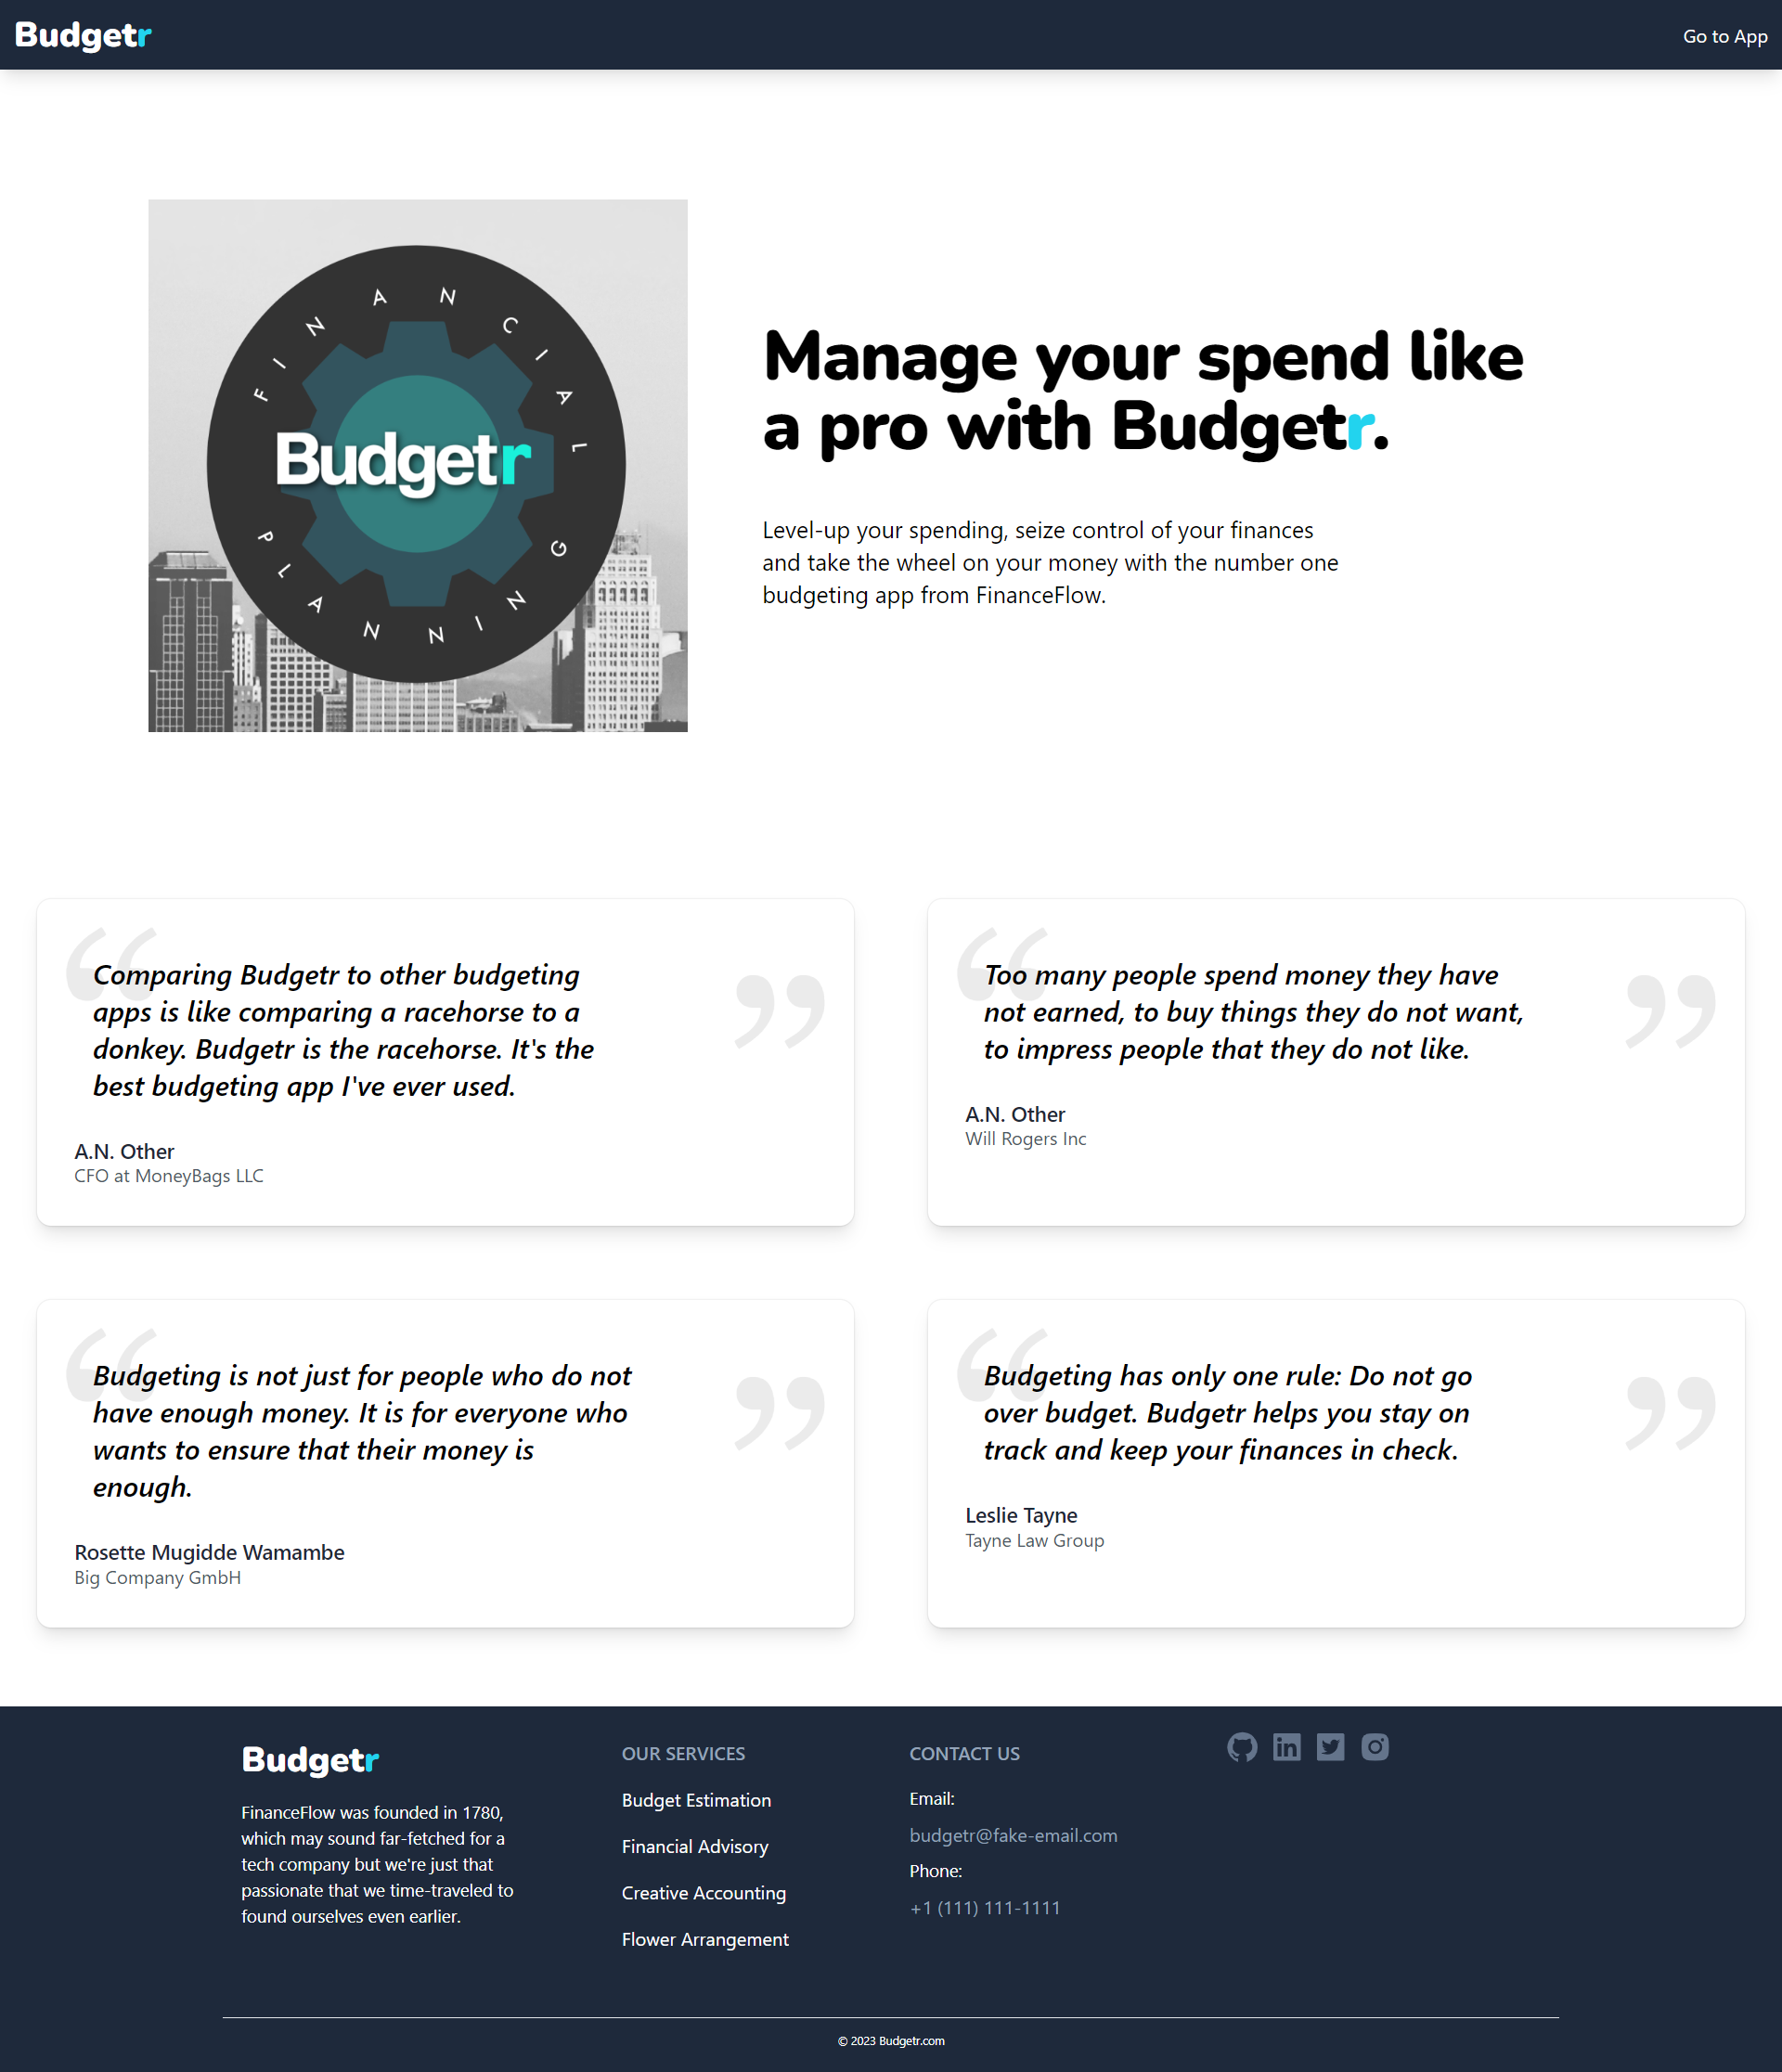 Budgetr
Go to App
FINANCIAL
Budgetr
PLANNING
Manage your spend like
a pro with Budgetr.
Level-up your spending, seize control of your finances
and take the wheel on your money with the number one
budgeting app from FinanceFlow.
“
Comparing Budgetr to other budgeting
apps is like comparing a racehorse to a
donkey. Budgetr is the racehorse. It's the
best budgeting app I've ever used.
”
A.N. Other
CFO at MoneyBags LLC
“
Too many people spend money they have
not earned, to buy things they do not want,
to impress people that they do not like.
”
A.N. Other
Will Rogers Inc
“
Budgeting is not just for people who do not
have enough money. It is for everyone who
wants to ensure that their money is
enough.
”
Rosette Mugidde Wamambe
Big Company GmbH
“
Budgeting has only one rule: Do not go
over budget. Budgetr helps you stay on
track and keep your finances in check.
”
Leslie Tayne
Tayne Law Group
Budgetr
FinanceFlow was founded in 1780,
which may sound far-fetched for a
tech company but we're just that
passionate that we time-traveled to
found ourselves even earlier.
OUR SERVICES
Budget Estimation
Financial Advisory
Creative Accounting
Flower Arrangement
CONTACT US
Email:
budgetr@fake-email.com
Phone:
+1 (111) 111-1111
in
© 2023 Budgetr.com